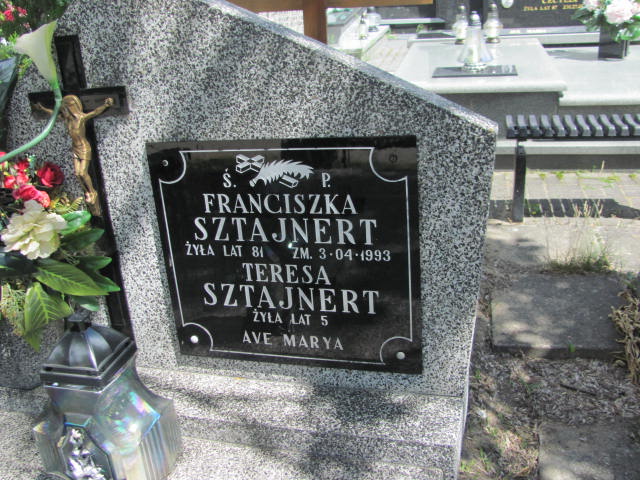 Ś. P.
FRANCISZKA
SZTAJNERT
ŻYŁA LAT 81 ZM. 3·04·1993
TERESA
SZTAJNERT
ŻYŁA LAT 5
AVE MARYA